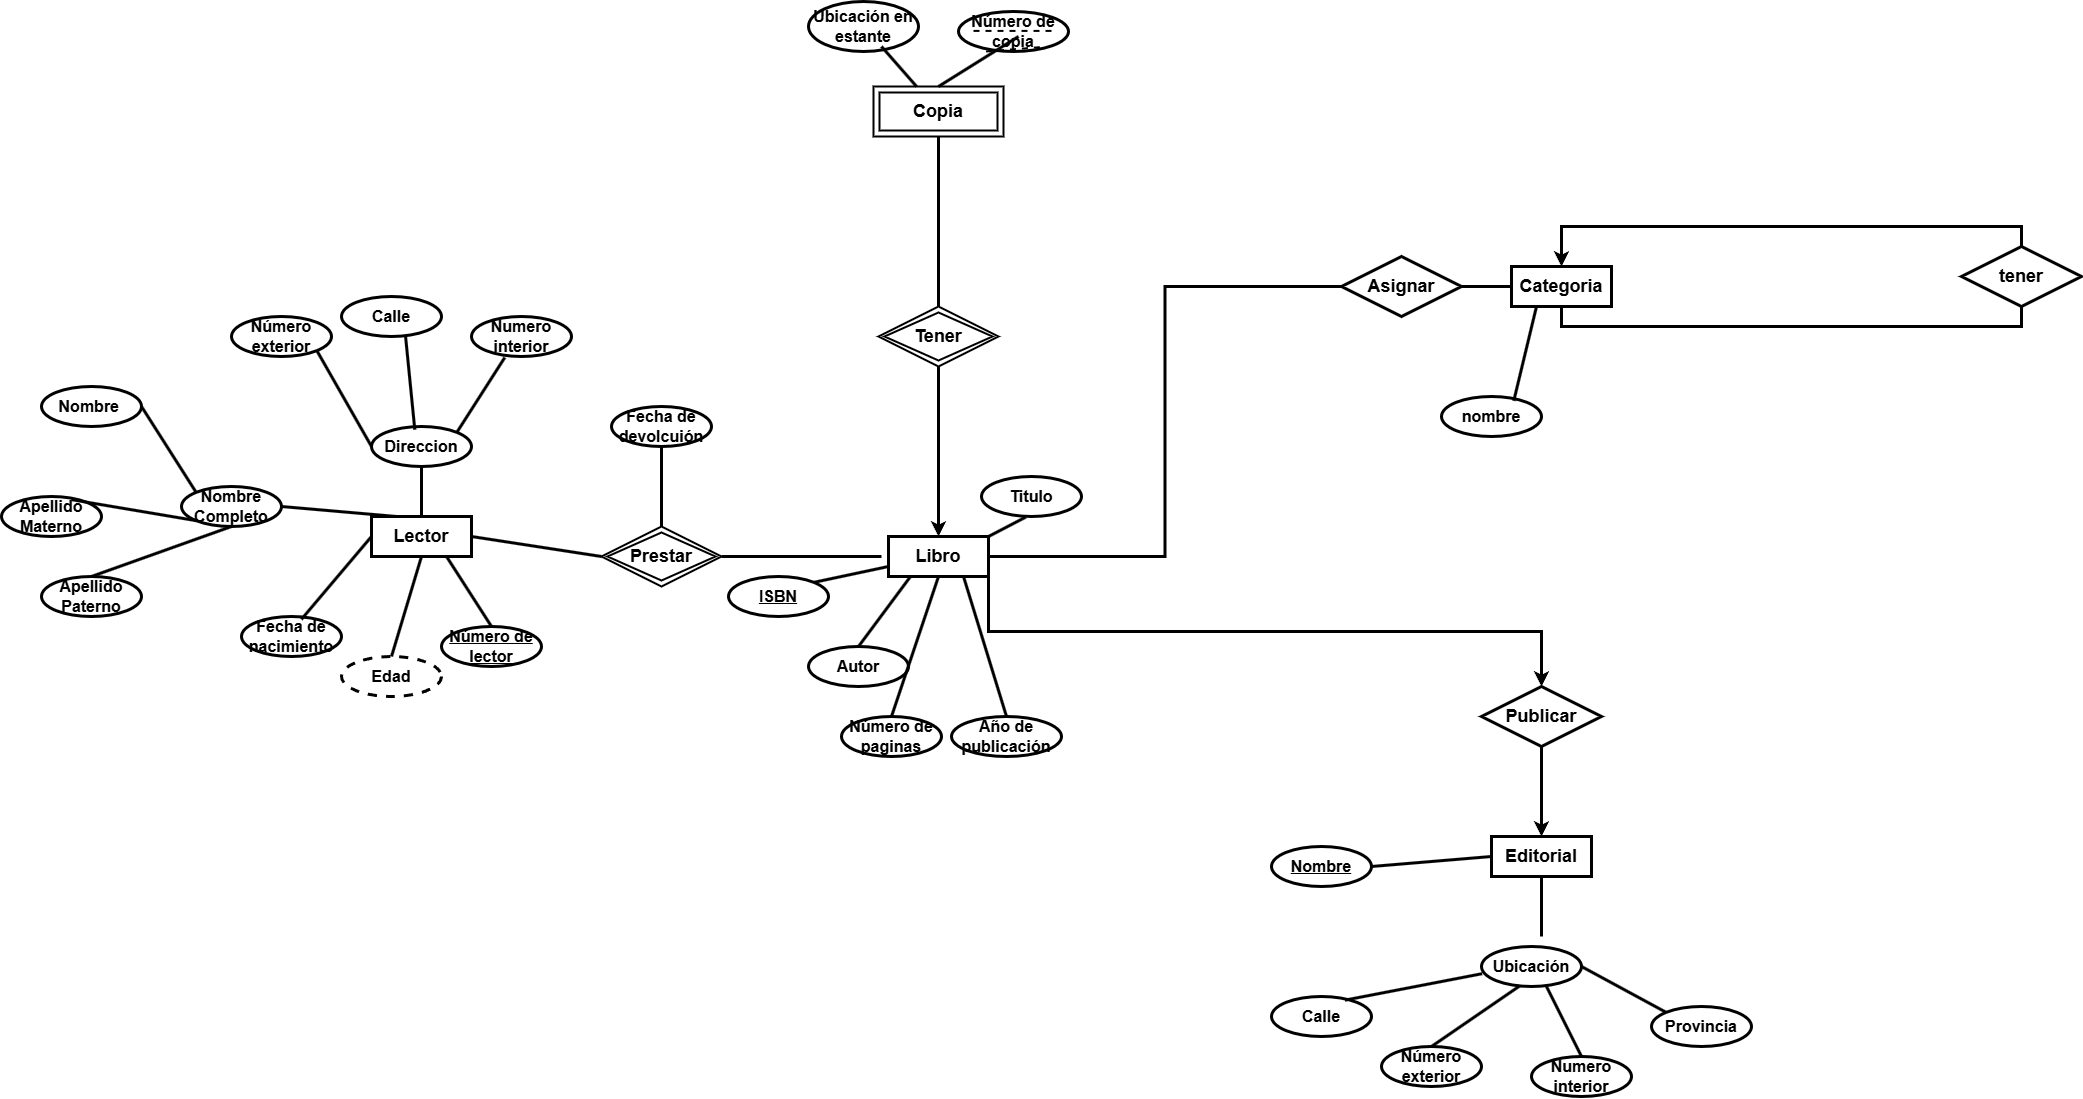 Ubicación en
estante
Número de
copia
Copia
Tener
Asignar
Categoria
tener
nombre
Número
exterior
Calle
Numero
interior
Direccion
Nombre
Nombre
Completo
Apellido
Materno
Apellido
Paterno
Lector
Fecha de
nacimiento
Edad
Número de
lector
Fecha de
devolcuión
Prestar
Titulo
Libro
ISBN
Autor
Número de
paginas
Año de
publicación
Publicar
Editorial
Nombre
Ubicación
Calle
Número
exterior
Numero
interior
Provincia